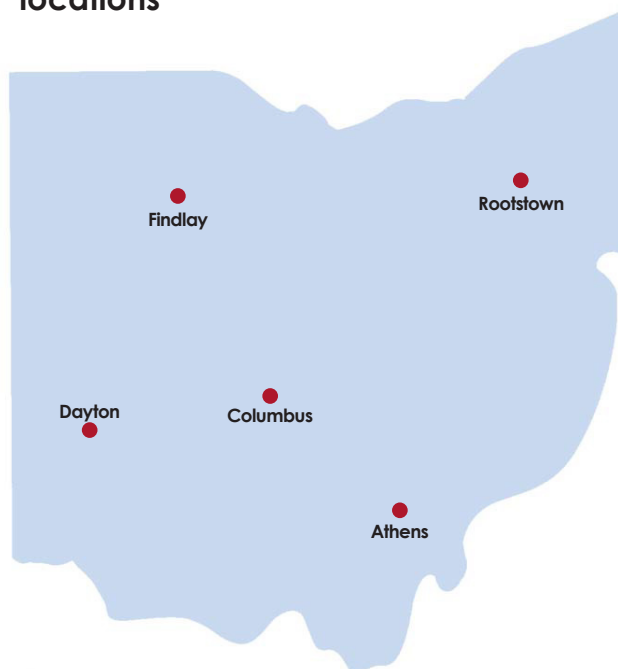 locations
Findlay
Rootstown
Dayton
Columbus
Athens